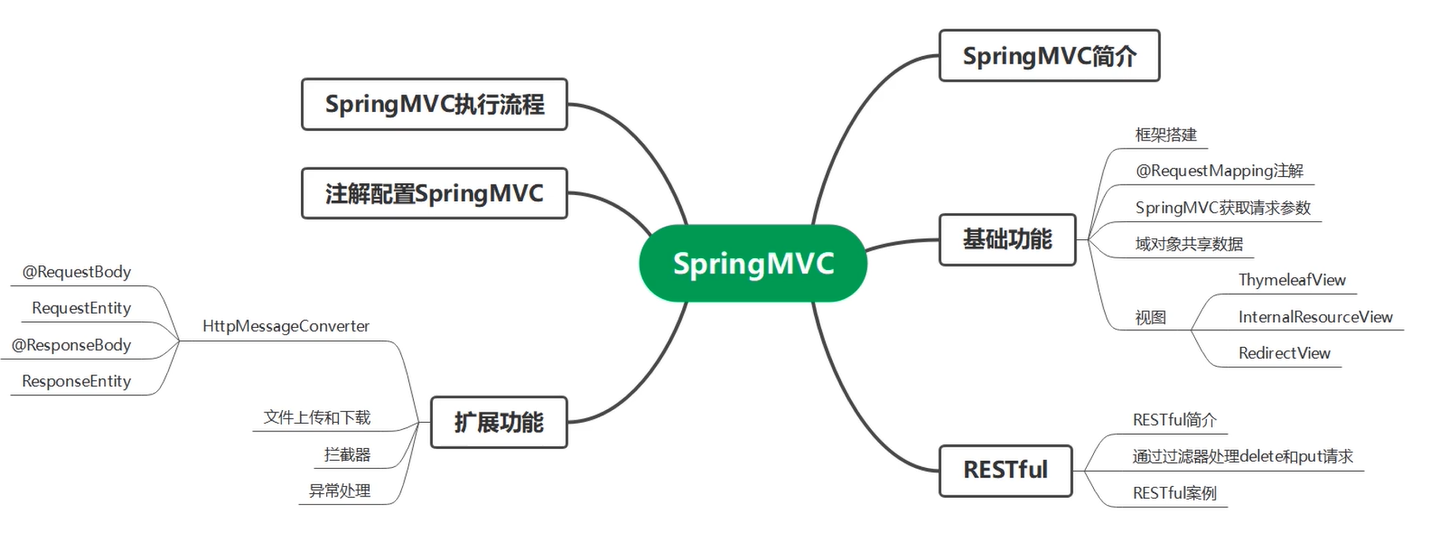 SpringMVC
SpringMVC简介
基础功能
框架搭建
@RequestMapping注解
SpringMVC获取请求参数
域对象共享数据
视图
ThymeleafView
InternalResourceView
RedirectView
RESTful
RESTful简介
通过过滤器处理delete和put请求
RESTful案例
扩展功能
HttpMessageConverter
@RequestBody
RequestEntity
@ResponseBody
ResponseEntity
文件上传和下载
拦截器
异常处理
注解配置SpringMVC
SpringMVC执行流程